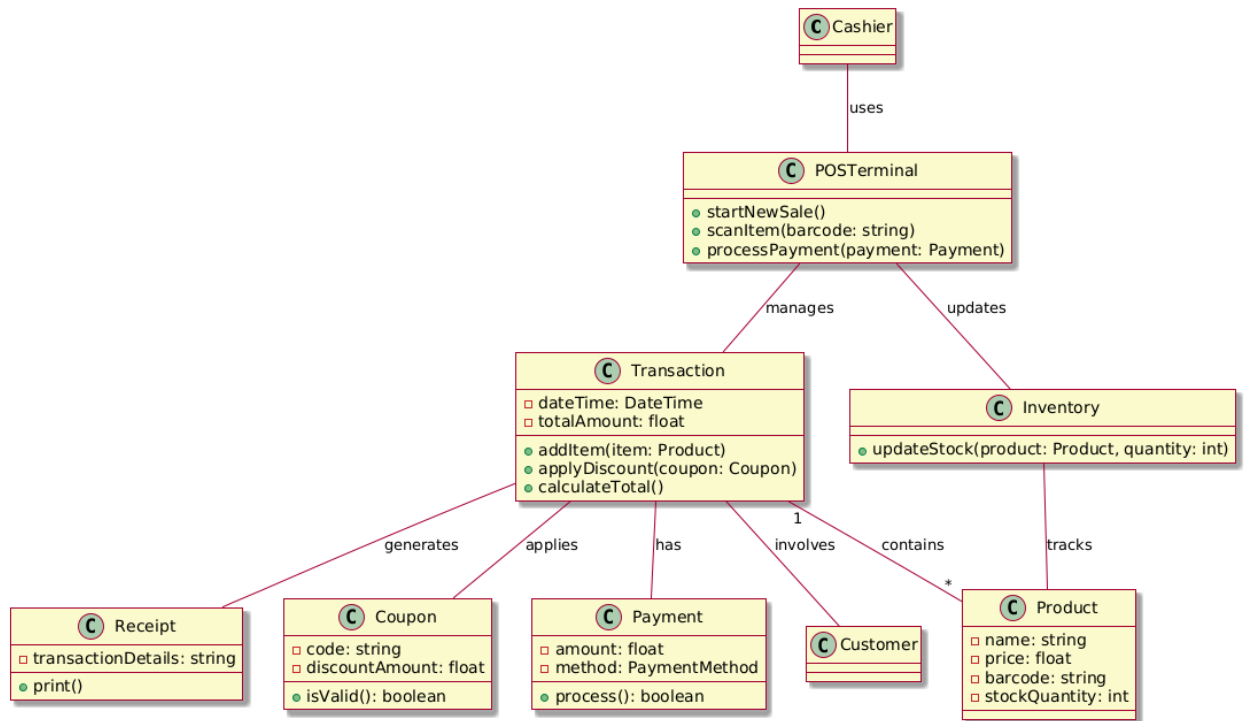 C Cashier
uses
C POSTerminal
startNewSale()
scanItem(barcode: string)
processPayment(payment: Payment)
manages
updates
C Transaction
dateTime: DateTime
totalAmount: float
addItem(item: Product)
applyDiscount(coupon: Coupon)
calculateTotal()
C Inventory
updateStock(product: Product, quantity: int)
1
generates
applies
has
involves
contains
tracks
*
C Receipt
transactionDetails: string
print()
C Coupon
code: string
discountAmount: float
isValid(): boolean
C Payment
amount: float
method: PaymentMethod
process(): boolean
C Customer
C Product
name: string
price: float
barcode: string
stockQuantity: int